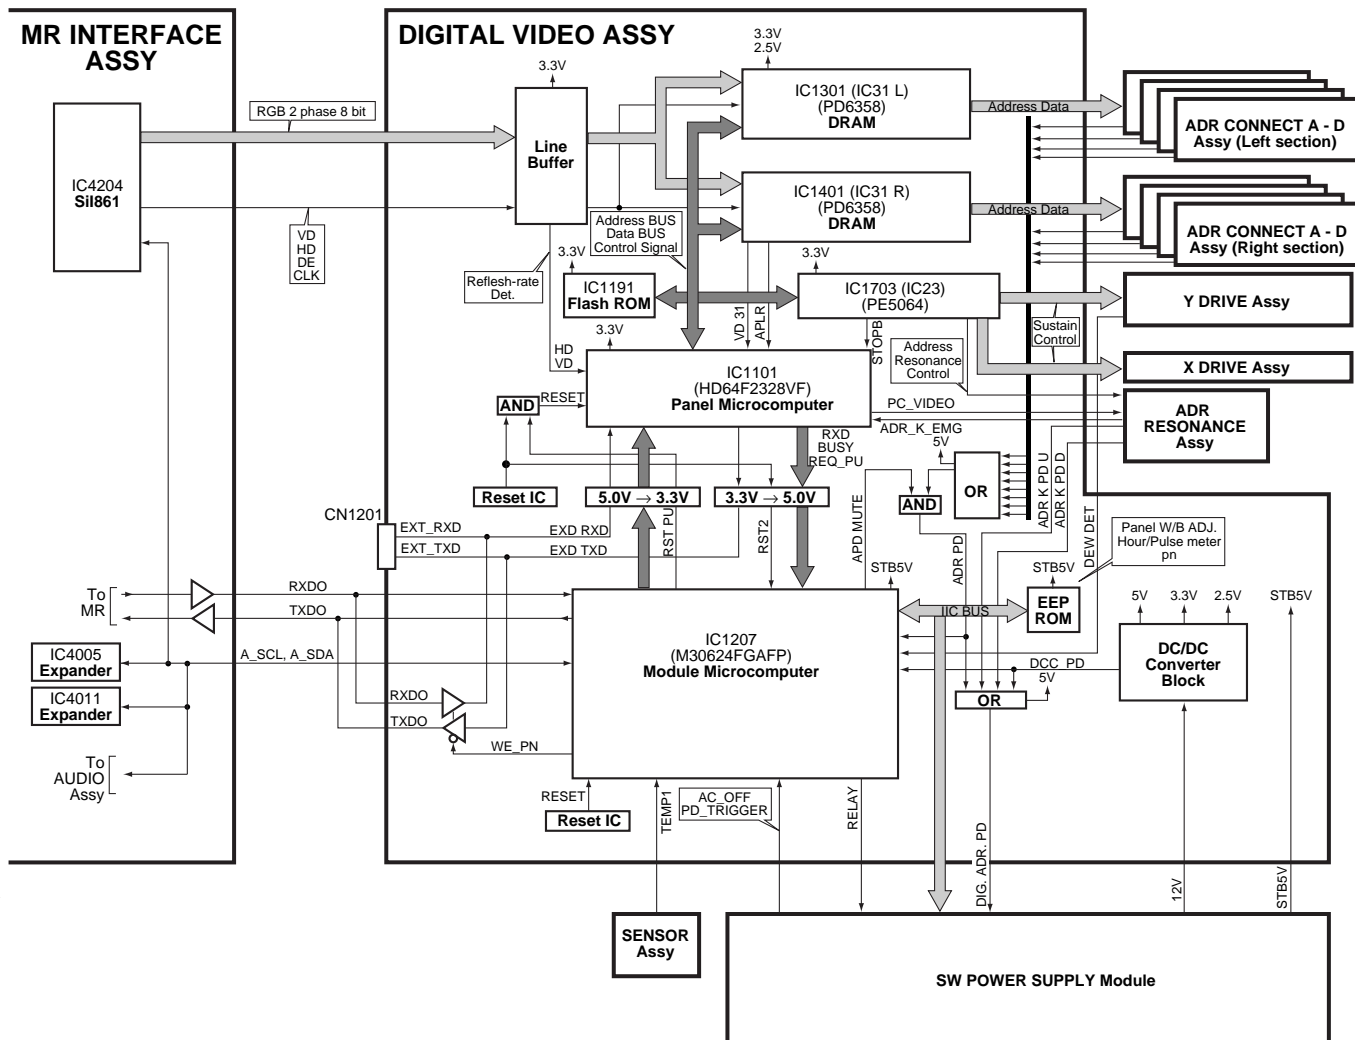 MR INTERFACE
ASSY
DIGITAL VIDEO ASSY
IC4204
SiI861
RGB 2 phase 8 bit
VD
HD
DE
CLK
3.3V
Line
Buffer
3.3V
2.5V
IC1301 (IC31 L)
(PD6358)
DRAM
Address Data
ADR CONNECT A - D
Assy (Left section)
IC1401 (IC31 R)
(PD6358)
DRAM
Address Data
ADR CONNECT A - D
Assy (Right section)
Address BUS
Data BUS
Control Signal
Reflesh-rate
Det.
3.3V
IC1191
Flash ROM
3.3V
IC1703 (IC23)
(PE5064)
Y DRIVE Assy
Sustain
Control
X DRIVE Assy
VD 31
APLR
STOPB
Address
Resonance
Control
HD
VD
3.3V
IC1101
(HD64F2328VF)
Panel Microcomputer
AND
RESET
PC_VIDEO
ADR_K_EMG
ADR
RESONANCE
Assy
RXD
BUSY
REQ_PU
5V
OR
AND
Reset IC
5.0V → 3.3V
3.3V → 5.0V
CN1201
EXT_RXD
EXD RXD
EXT_TXD
EXD TXD
RST PU
RST2
APD MUTE
ADR PD
ADR K PD U
ADR K PD D
DEW DET
Panel W/B ADJ.
Hour/Pulse meter
pn
STB5V
STB5V
EEP
ROM
IIC BUS
5V
3.3V
2.5V
STB5V
To
MR
RXDO
TXDO
IC1207
(M30624FGAFP)
Module Microcomputer
DC/DC
Converter
Block
DCC_PD
5V
OR
IC4005
Expander
A_SCL, A_SDA
IC4011
Expander
RXDO
TXDO
WE_PN
To
AUDIO
Assy
RESET
Reset IC
TEMP1
AC_OFF
PD_TRIGGER
RELAY
DIG. ADR. PD
12V
STB5V
SENSOR
Assy
SW POWER SUPPLY Module